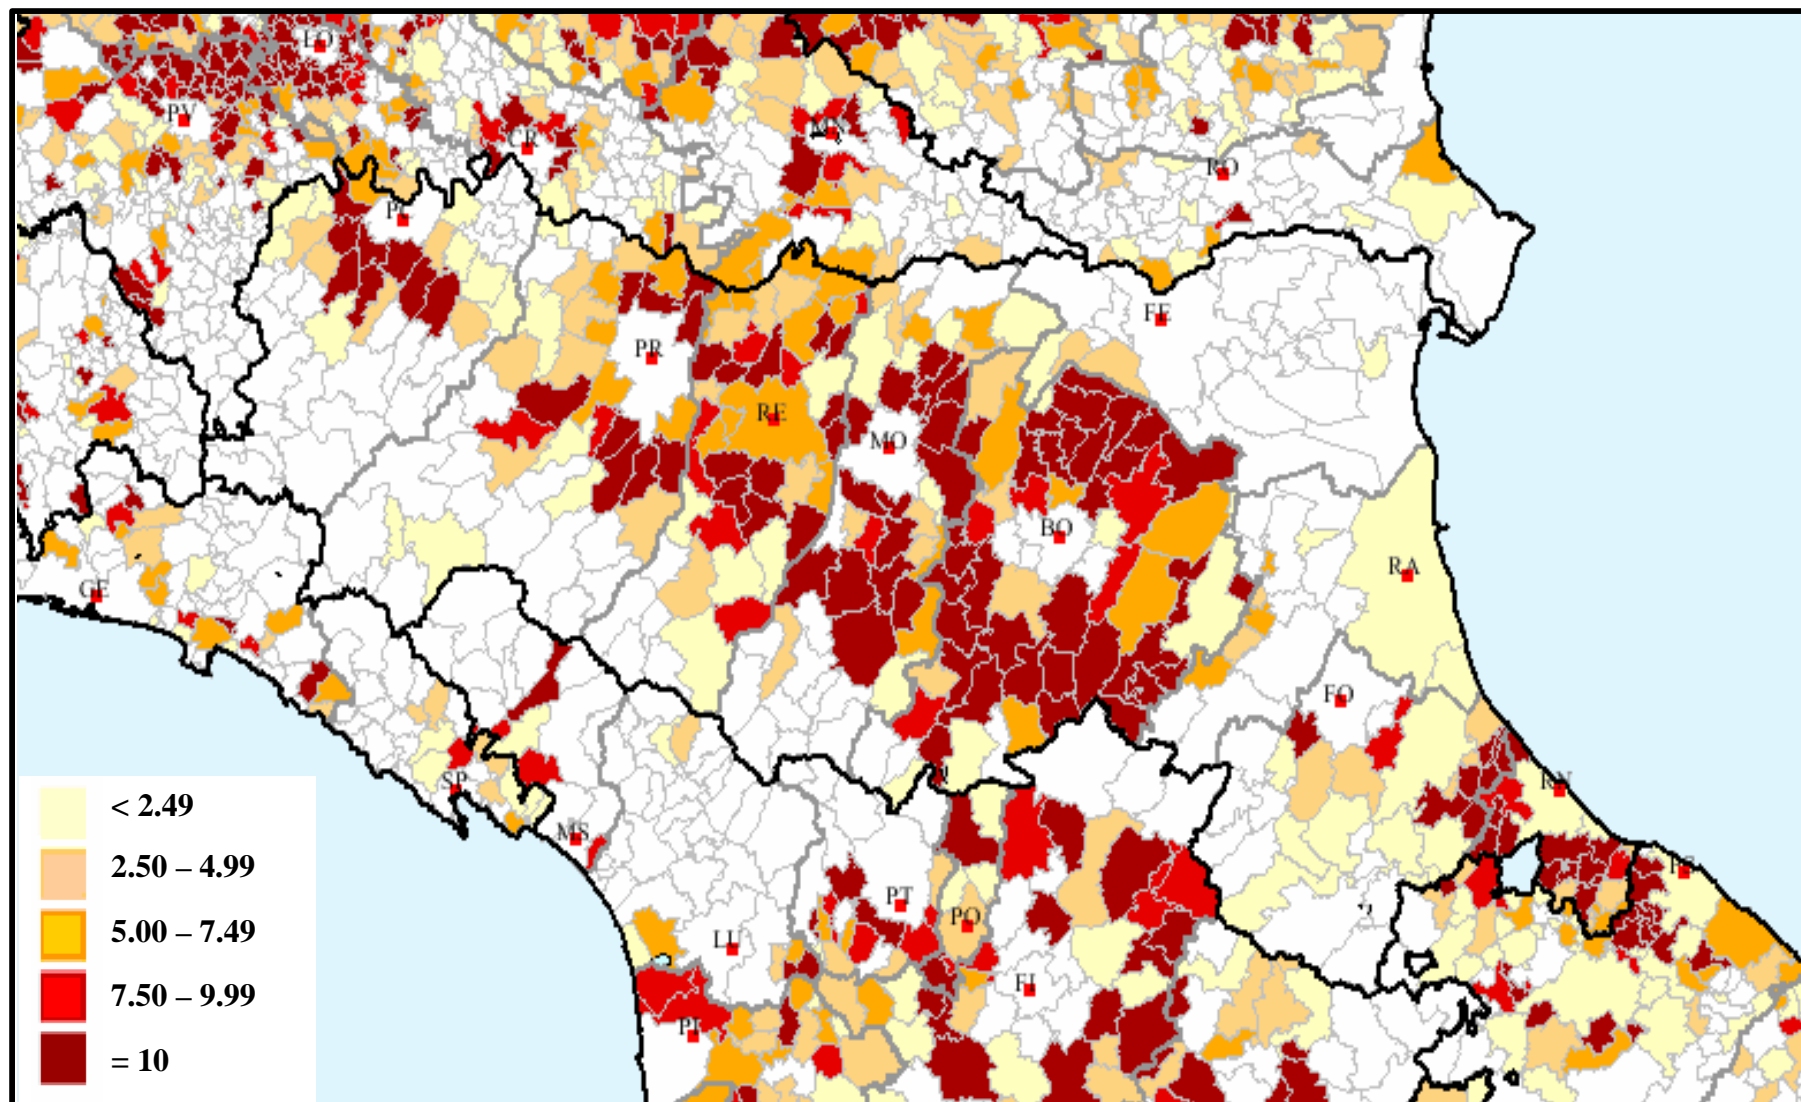 LO
PV
CR
MN
RO
PC
FE
PR
RE
MO
BO
GE
RA
FO
SP
RN
MS
PS
PT
PO
LU
FI
PI
< 2.49
2.50 – 4.99
5.00 – 7.49
7.50 – 9.99
= 10